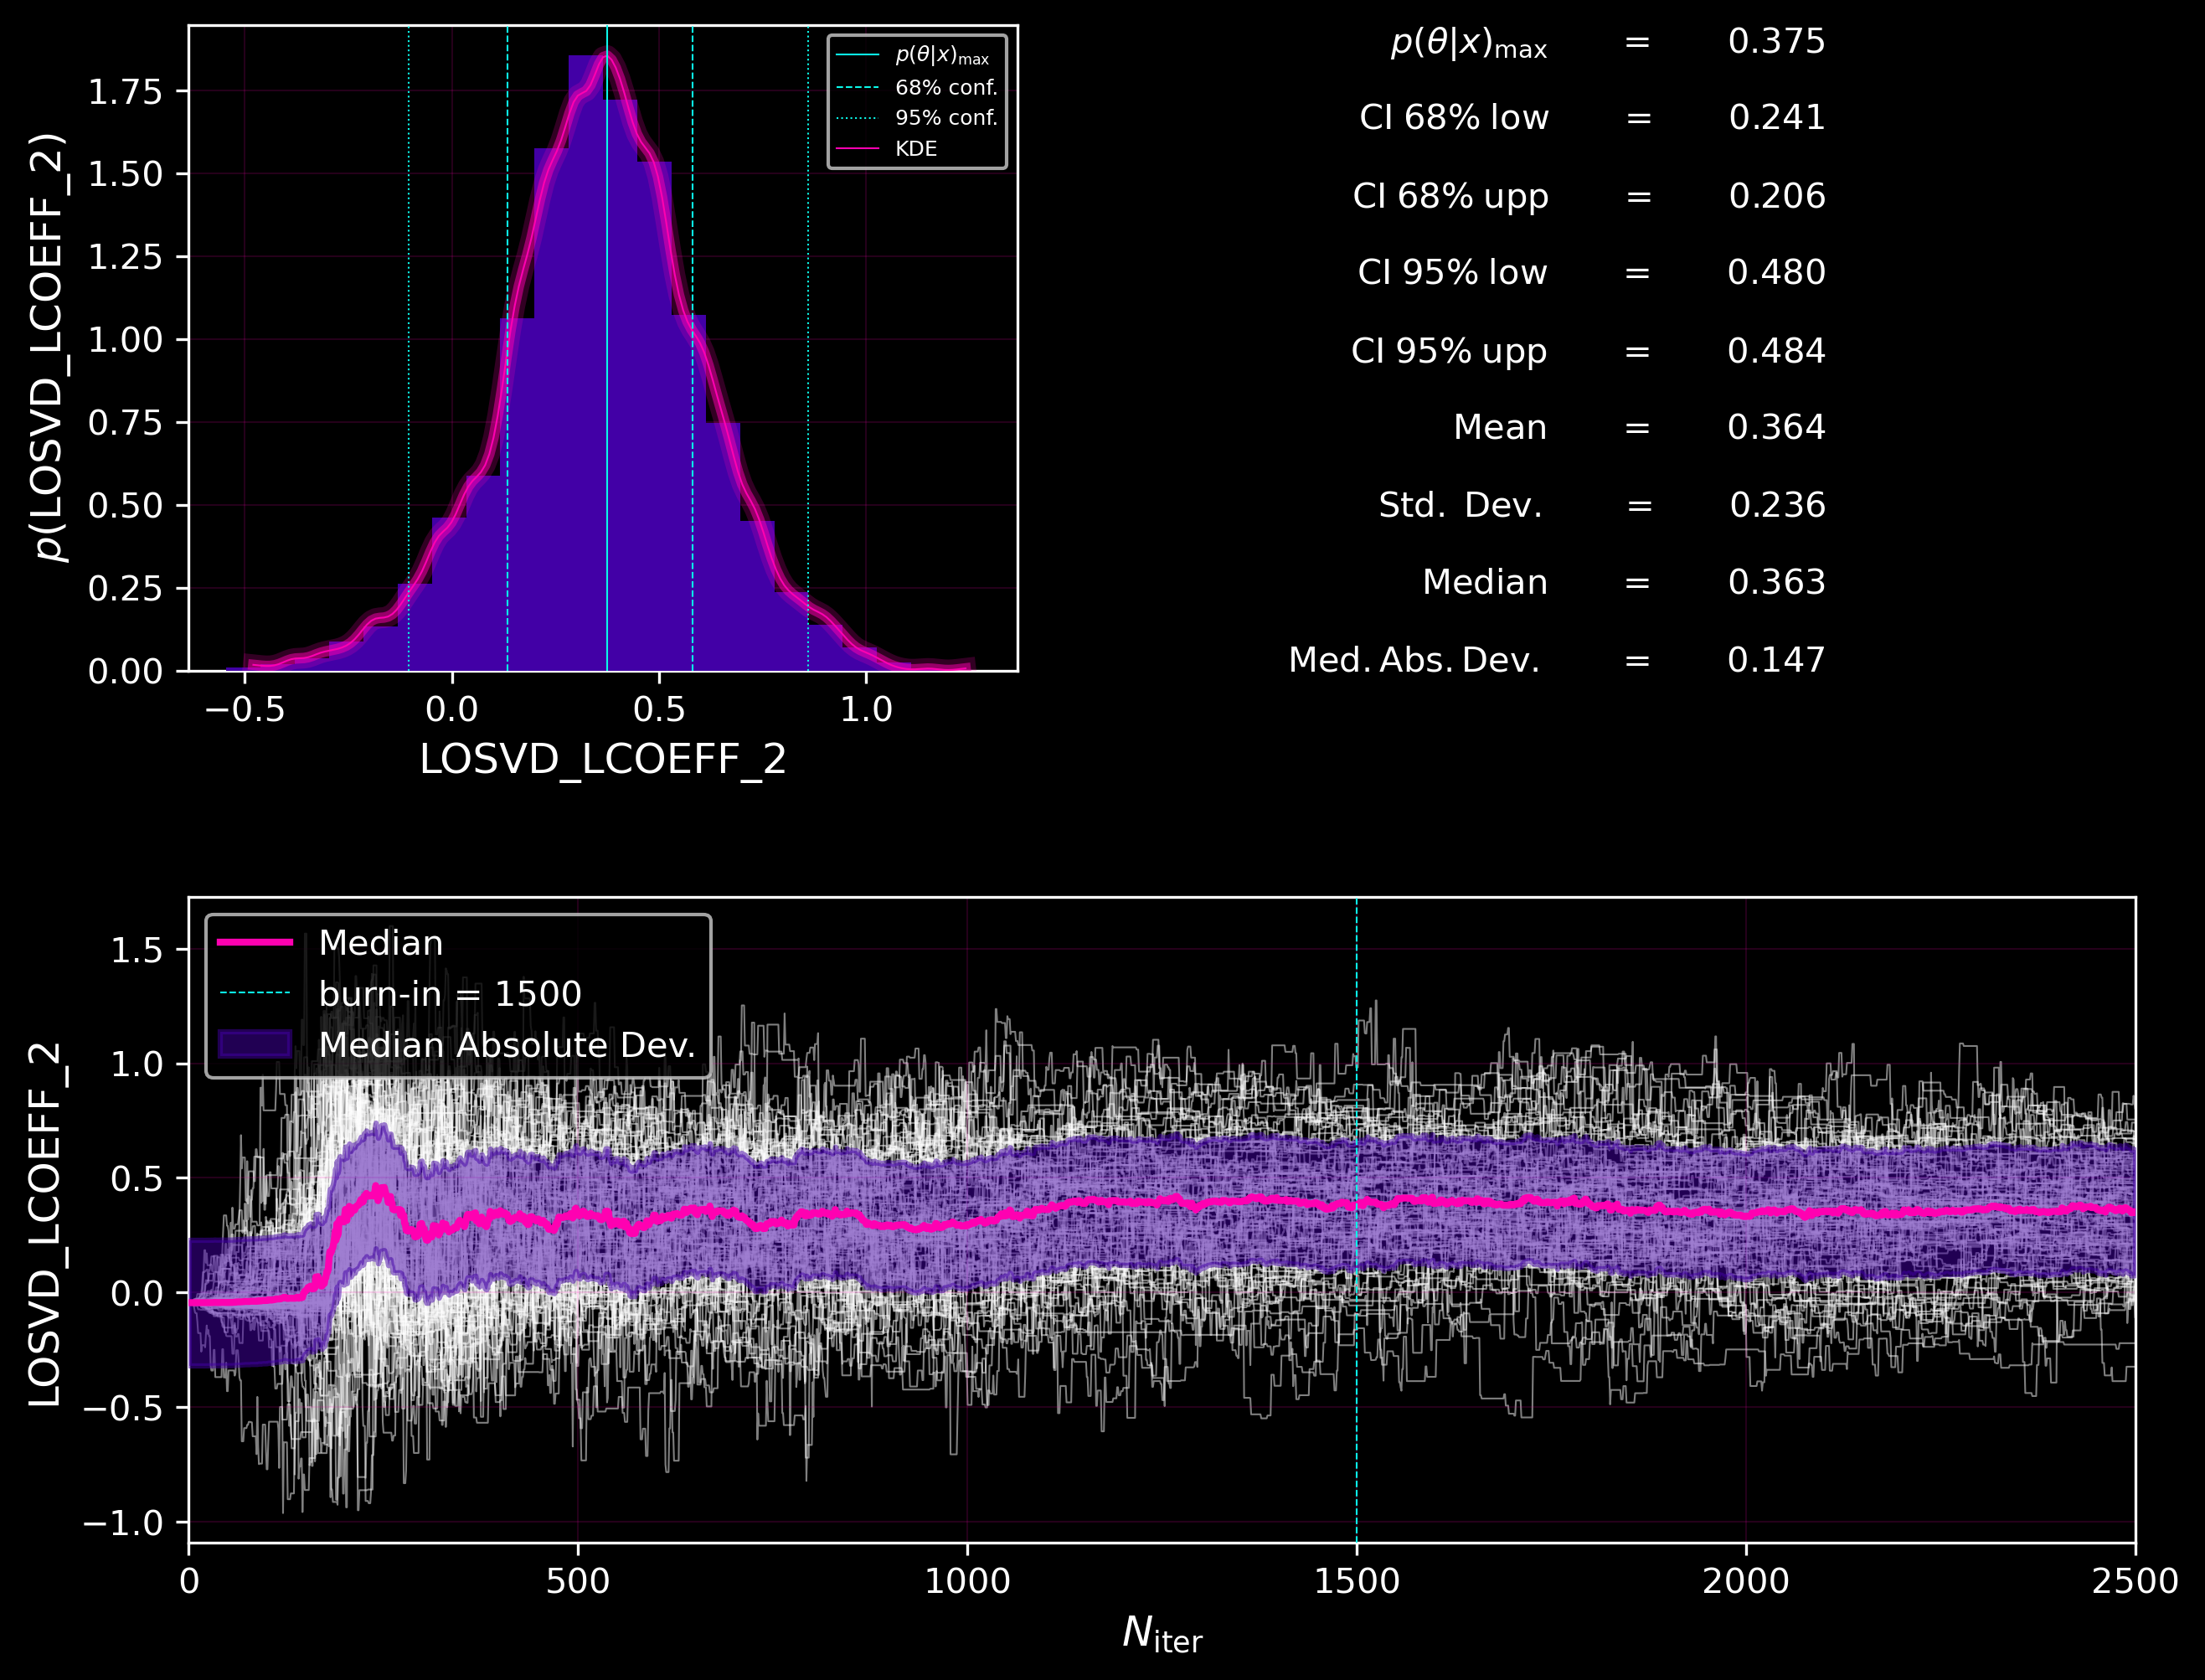 p(LOSVD_LCOEFF_2)
1.75
1.50
1.25
1.00
0.75
0.50
0.25
0.00
−0.5 0.0 0.5 1.0
LOSVD_LCOEFF_2
p(θ|x)max
68% conf.
95% conf.
KDE
p(θ|x)max = 0.375
CI 68% low = 0.241
CI 68% upp = 0.206
CI 95% low = 0.480
CI 95% upp = 0.484
Mean = 0.364
Std. Dev. = 0.236
Median = 0.363
Med. Abs. Dev. = 0.147
LOSVD_LCOEFF_2
1.5
1.0
0.5
0.0
−0.5
−1.0
Median
burn-in = 1500
Median Absolute Dev.
0 500 1000 1500 2000 2500
Niter